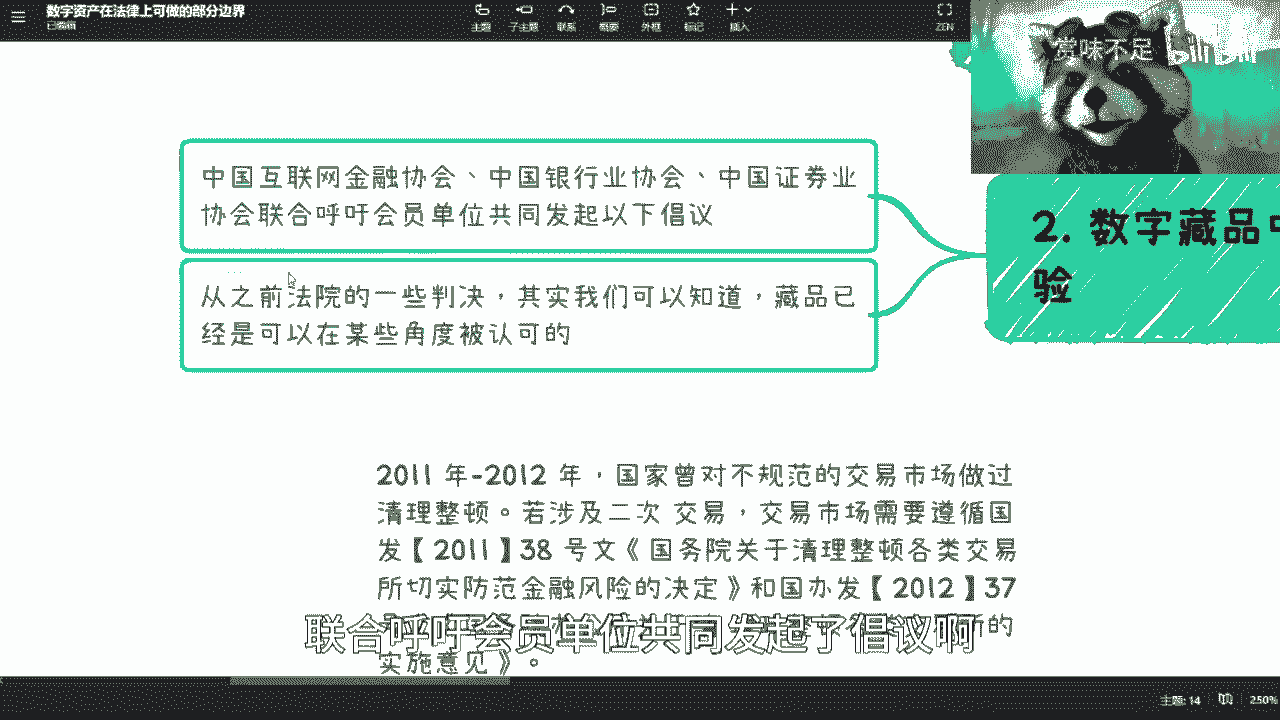 数字资产在法律上可做的部分边界
已编辑
主题 子主题 联系 概要 外框 标记 插入 ZEN
赏味不足 bilibili
中国互联网金融协会、中国银行业协会、中国证券业
协会联合呼吁会员单位共同发起以下倡议
从之前法院的一些判决，其实我们可以知道，藏品已
经是可以在某些角度被认可的
2. 数字藏品
验
2011 年-2012 年，国家曾对不规范的交易市场做过
清理整顿。若涉及二次 交易，交易市场需要遵循国
发【2011】38 号文《国务院关于清理整顿各类交易
所切实防范金融风险的决定》和国办发【2012】37
所的
实施意见》。
联合呼吁会员单位共同发起了倡议啊
主题: 14 250%